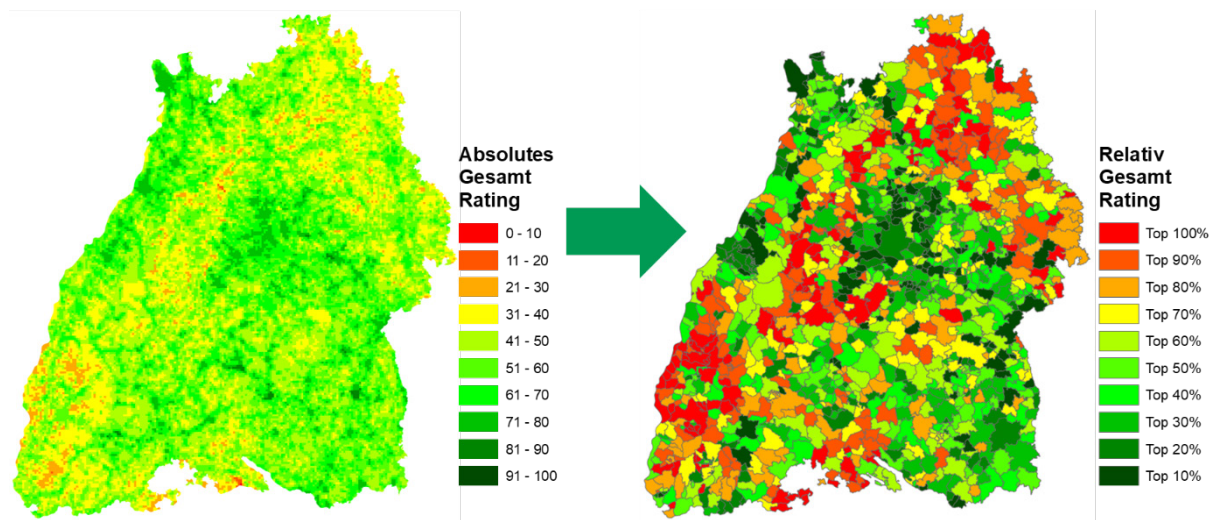 Absolutes
Gesamt
Rating
0 - 10
11 - 20
21 - 30
31 - 40
41 - 50
51 - 60
61 - 70
71 - 80
81 - 90
91 - 100
Relativ
Gesamt
Rating
Top 100%
Top 90%
Top 80%
Top 70%
Top 60%
Top 50%
Top 40%
Top 30%
Top 20%
Top 10%